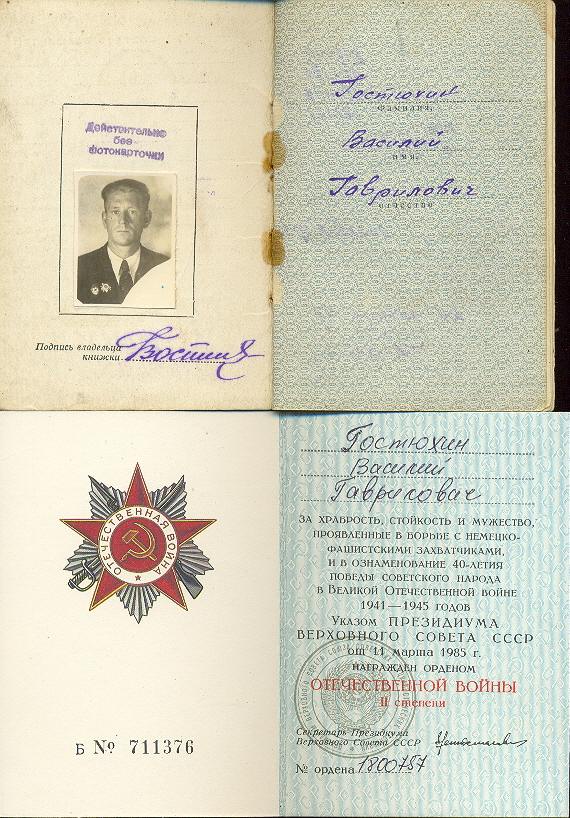 Действительно
без
фотокарточки
Подпись владельца
книжки
Гостюхин
фамилия,
Василий
имя,
Гаврилович
отчество
ОТЕЧЕСТВЕННАЯ ВОЙНА
Б № 711376
Гостюхин
Василий
Гаврилович
ЗА ХРАБРОСТЬ, СТОЙКОСТЬ И МУЖЕСТВО,
ПРОЯВЛЕННЫЕ В БОРЬБЕ С НЕМЕЦКО-
ФАШИСТСКИМИ ЗАХВАТЧИКАМИ,
И В ОЗНАМЕНОВАНИЕ 40-ЛЕТИЯ
ПОБЕДЫ СОВЕТСКОГО НАРОДА
В ВЕЛИКОЙ ОТЕЧЕСТВЕННОЙ ВОЙНЕ
1941—1945 ГОДОВ
УКАЗОМ ПРЕЗИДИУМА
ВЕРХОВНОГО СОВЕТА СССР
от 11 марта 1985 г.
НАГРАЖДЕН ОРДЕНОМ
ОТЕЧЕСТВЕННОЙ ВОЙНЫ
II степени
Секретарь Президиума
Верховного Совета СССР
№ ордена 1800787